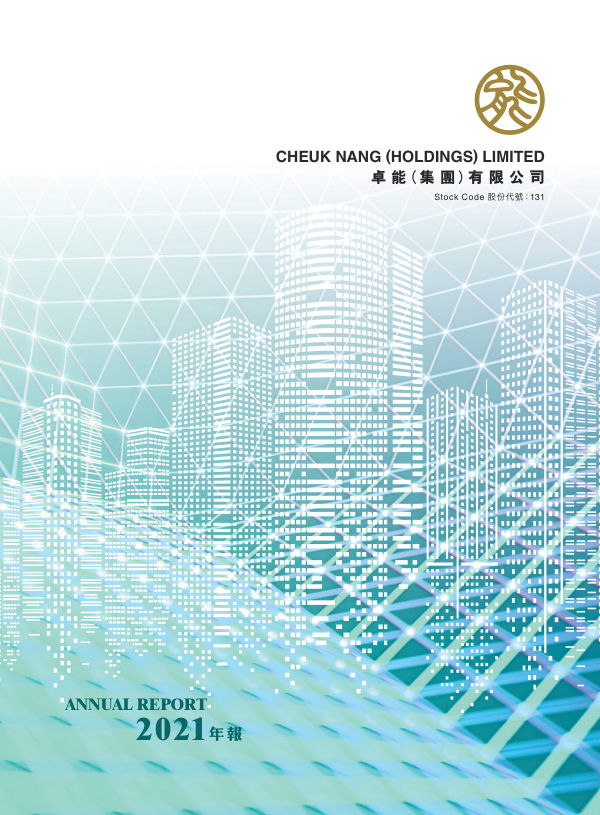 能
CHEUK NANG (HOLDINGS) LIMITED
卓能(集團)有限公司
Stock Code 股份代號:131
ANNUAL REPORT
2021年報